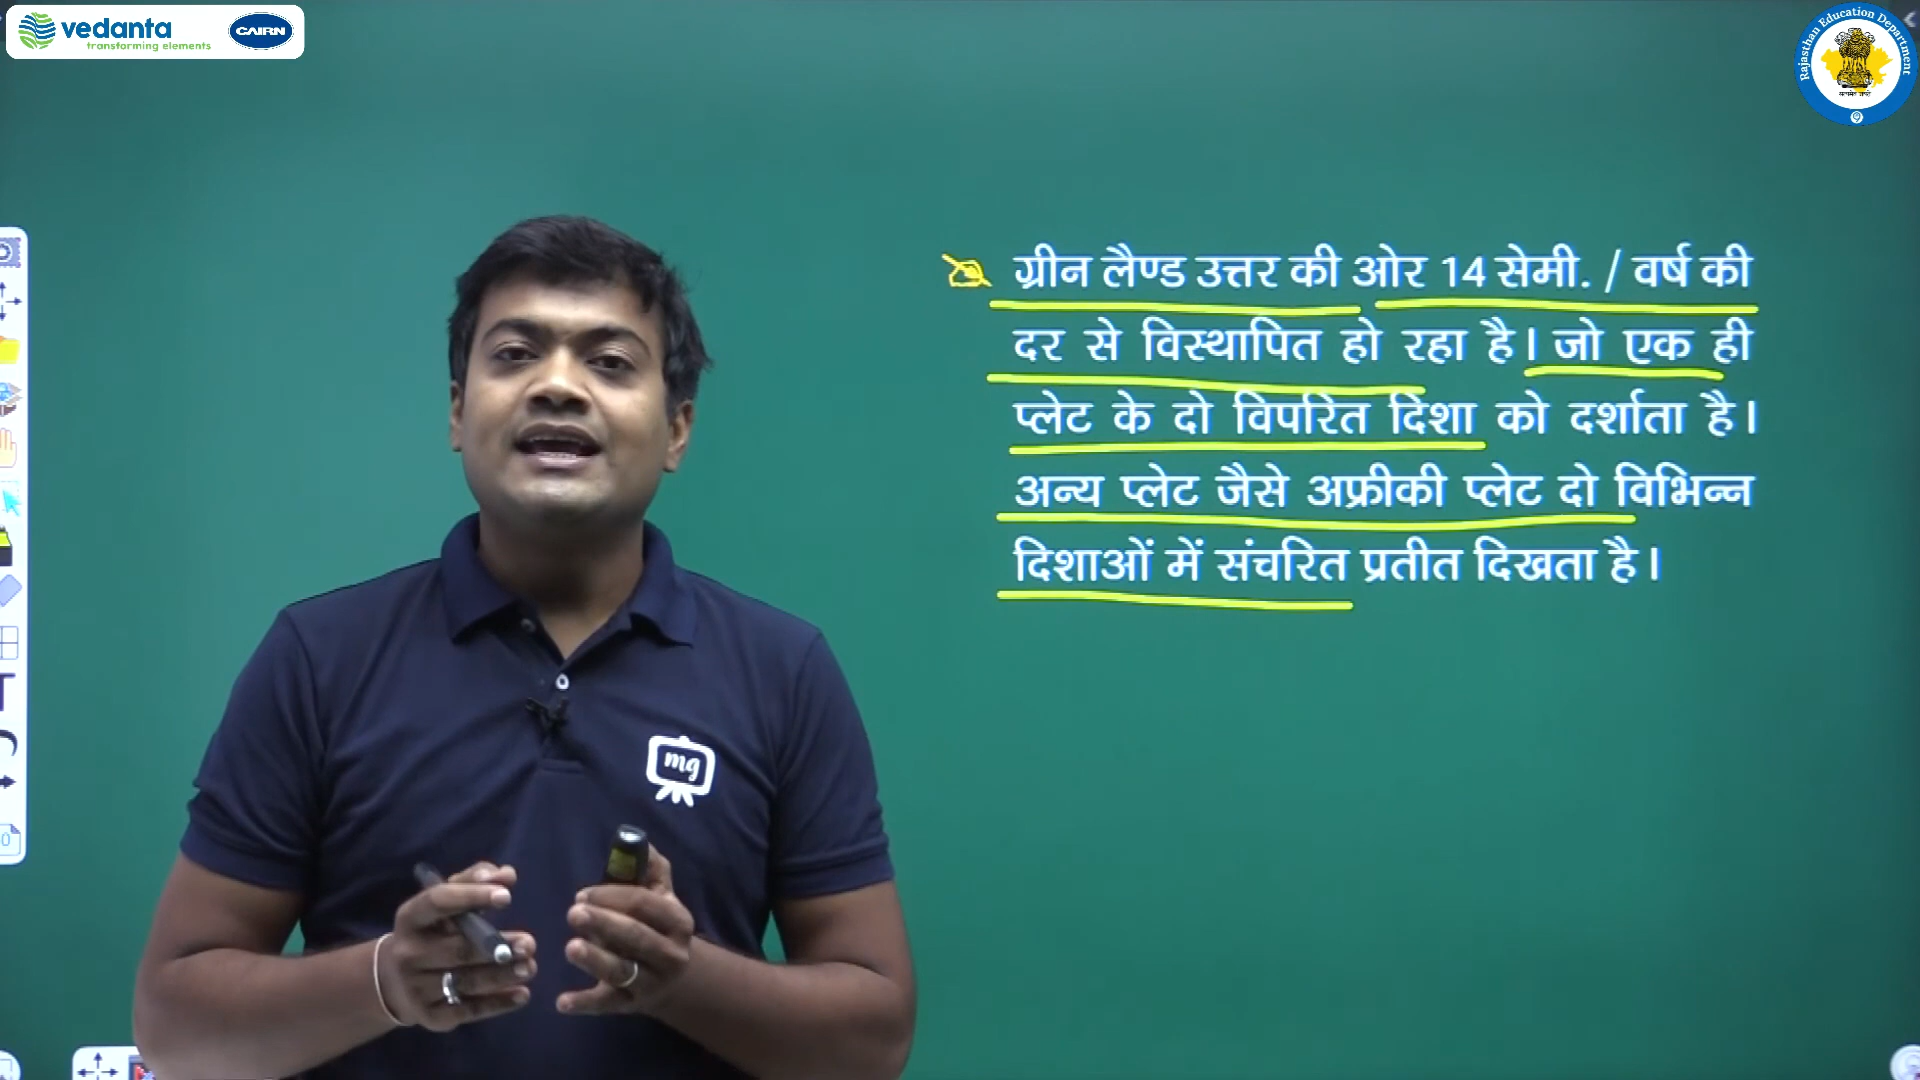 vedanta
transforming elements
CAIRN
Rajasthan Education Department
ग्रीन लैण्ड उत्तर की ओर 14 सेमी. / वर्ष की
दर से विस्थापित हो रहा है। जो एक ही
प्लेट के दो विपरित दिशा को दर्शाता है।
अन्य प्लेट जैसे अफ्रीकी प्लेट दो विभिन्न
दिशाओं में संचरित प्रतीत दिखता है।
mg